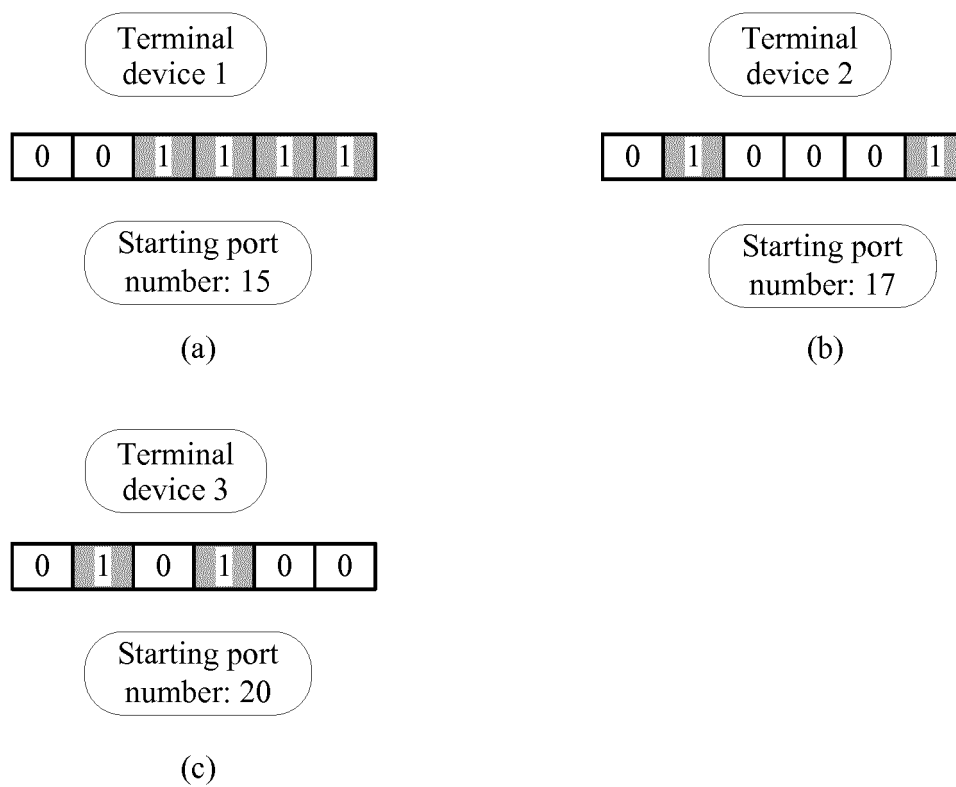 Terminal
device 1
0 0 1 1 1 1
Starting port
number: 15
(a)
Terminal
device 2
0 1 0 0 0 1
Starting port
number: 17
(b)
Terminal
device 3
0 1 0 1 0 0
Starting port
number: 20
(c)